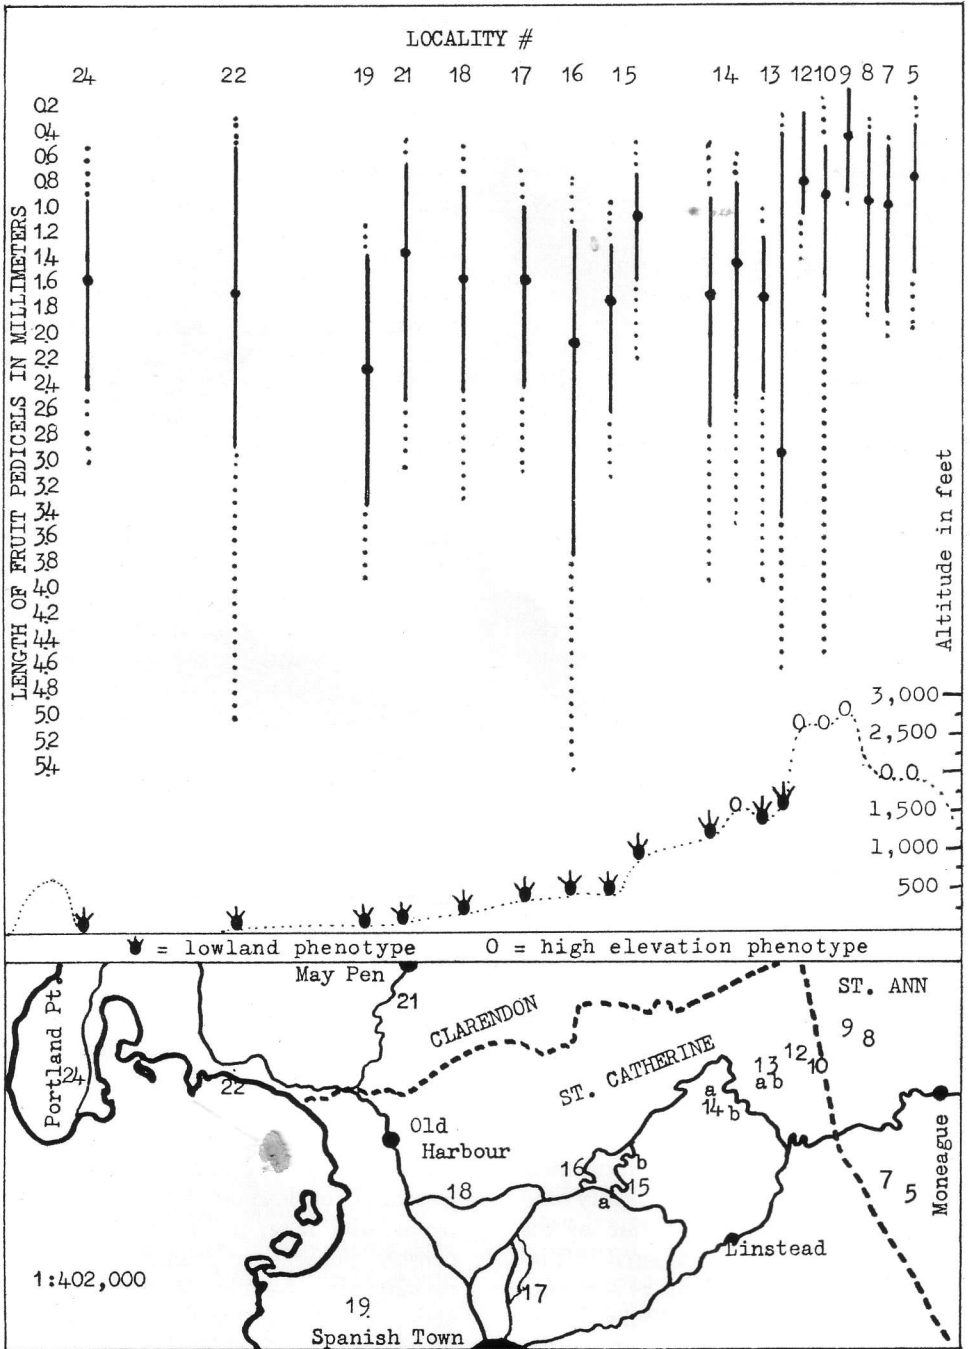 LOCALITY #
24 22 19 21 18 17 16 15 14 13 12 10 9 8 7 5
LENGTH OF FRUIT PEDICELS IN MILLIMETERS
0.2
0.4
0.6
0.8
1.0
1.2
1.4
1.6
1.8
2.0
2.2
2.4
2.6
2.8
3.0
3.2
3.4
3.6
3.8
4.0
4.2
4.4
4.6
4.8
5.0
5.2
5.4
Altitude in feet
3,000
2,500
1,500
1,000
500
= lowland phenotype O = high elevation phenotype
May Pen
21
CLARENDON
ST. ANN
Portland Pt.
24
22
ST. CATHERINE
9
8
12
13
10
a b
a
14 b
Old
Harbour
16
b
15
a
18
7
5
Moneague
Linstead
1:402,000
17
19
Spanish Town